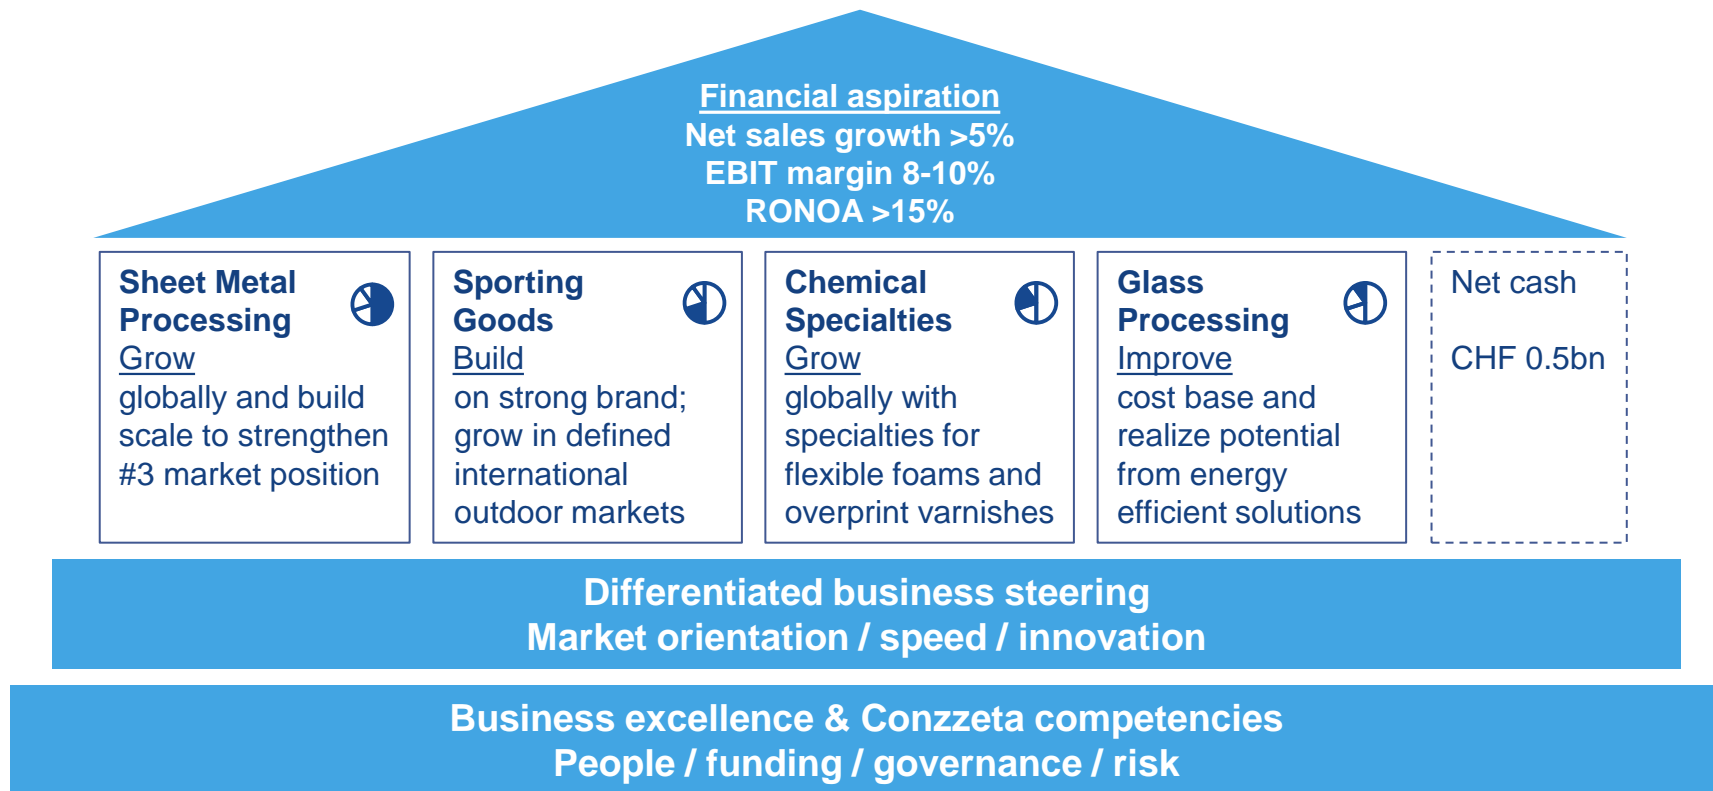 Financial aspiration
Net sales growth >5%
EBIT margin 8-10%
RONOA >15%
Sheet Metal
Processing
Grow
globally and build
scale to strengthen
#3 market position
Sporting
Goods
Build
on strong brand;
grow in defined
international
outdoor markets
Chemical
Specialties
Grow
globally with
specialties for
flexible foams and
overprint varnishes
Glass
Processing
Improve
cost base and
realize potential
from energy
efficient solutions
Net cash
CHF 0.5bn
Differentiated business steering
Market orientation / speed / innovation
Business excellence & Conzzeta competencies
People / funding / governance / risk